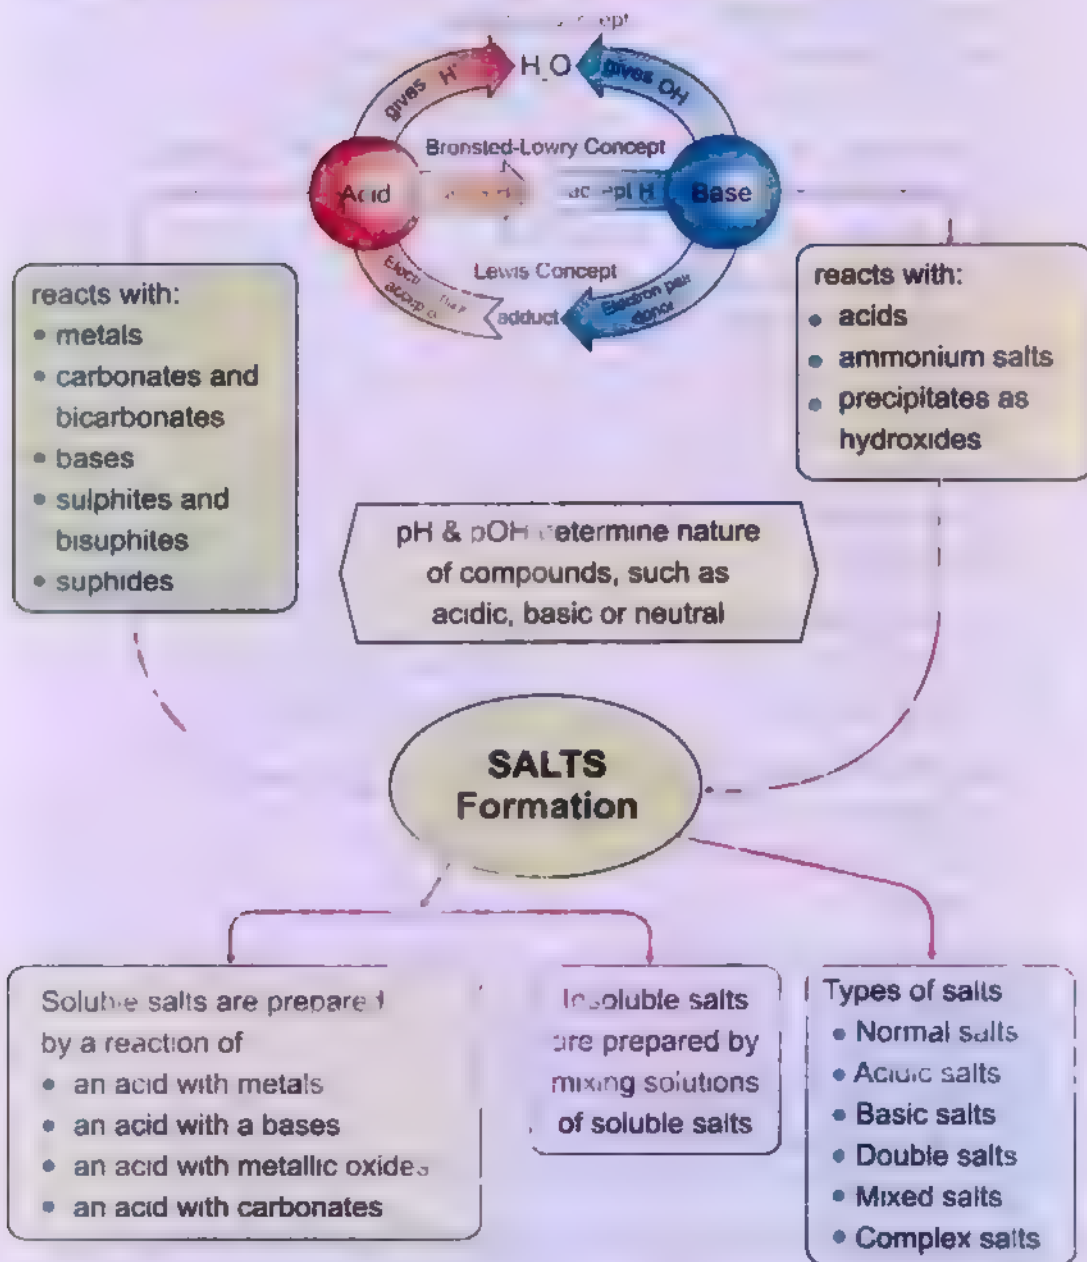 gives H
H₂O
gives OH
Bronsted-Lowry Concept
Acid
accept H
Base
Lewis Concept
adduct
Electron pair
donor
reacts with:
• metals
• carbonates and
bicarbonates
• bases
• sulphites and
bisuphites
• suphides
reacts with:
• acids
• ammonium salts
• precipitates as
hydroxides
pH & pOH determine nature
of compounds, such as
acidic, basic or neutral
SALTS
Formation
Soluble salts are prepared
by a reaction of
• an acid with metals
• an acid with a bases
• an acid with metallic oxides
• an acid with carbonates
Insoluble salts
are prepared by
mixing solutions
of soluble salts
Types of salts
• Normal salts
• Acidic salts
• Basic salts
• Double salts
• Mixed salts
• Complex salts